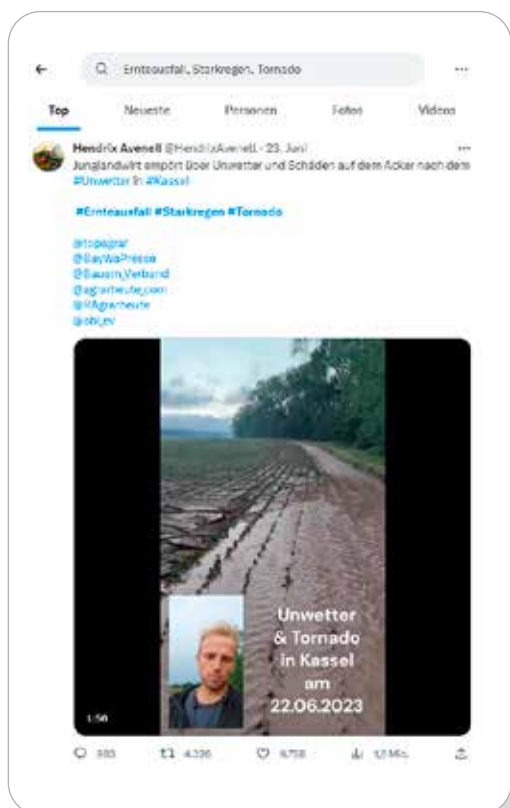 Ernteausfall, Starkregen, Tornado
Top Neueste Personen Fotos Videos
Hendrix Avenell @HendrixAvenell · 23. Juni
Junglandwirt empört über Unwetter und Schäden auf dem Acker nach dem
#Unwetter in #Kassel
#Ernteausfall #Starkregen #Tornado
@topagrar
@BayWaPresse
@Bauern_Verband
@agrarheute_com
@RAgrarheute
Unwetter
& Tornado
in Kassel
am
22.06.2023
1:56